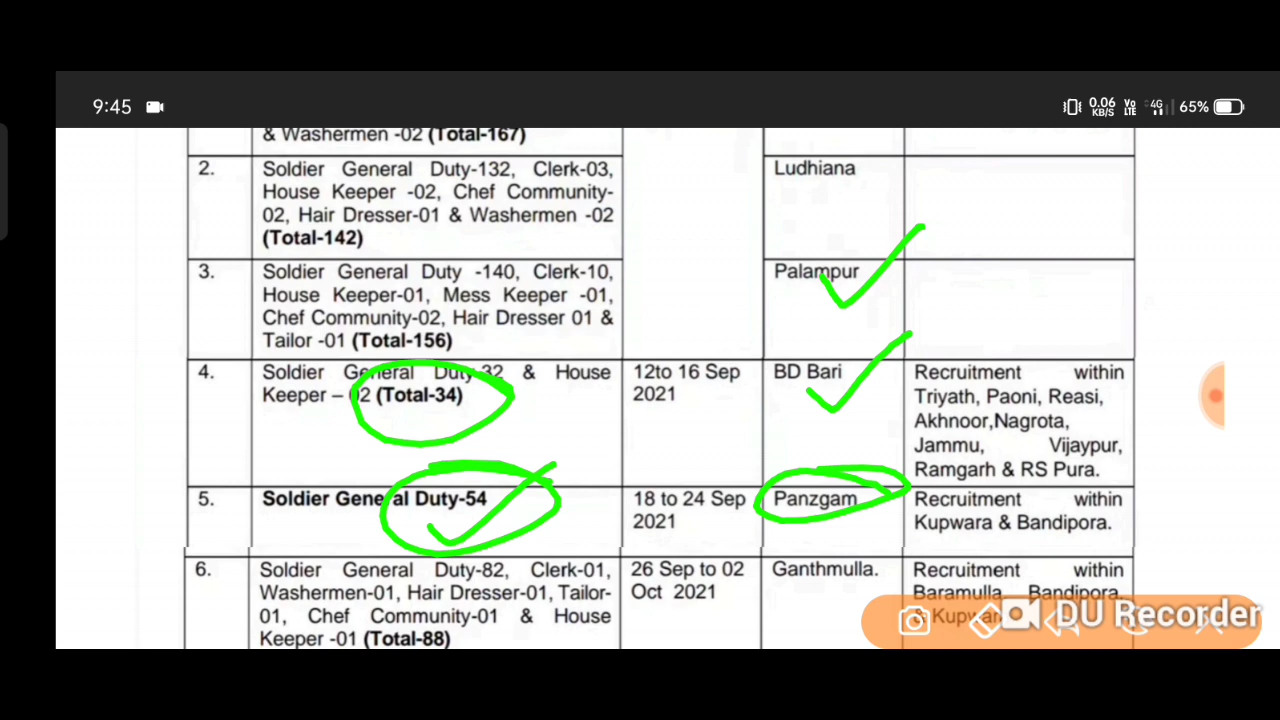 9:45 0.06 KB/S Vo LTE 4G 65%
& Washermen -02 (Total-167)
2. Soldier General Duty-132, Clerk-03, Ludhiana
House Keeper -02, Chef Community-
02, Hair Dresser-01 & Washermen -02
(Total-142)
3. Soldier General Duty -140, Clerk-10, Palampur
House Keeper-01, Mess Keeper -01,
Chef Community-02, Hair Dresser 01 &
Tailor -01 (Total-156)
4. Soldier General Duty-32 & House 12to 16 Sep BD Bari Recruitment within
Keeper – 02 (Total-34) 2021 Triyath, Paoni, Reasi,
Akhnoor,Nagrota,
Jammu, Vijaypur,
Ramgarh & RS Pura.
5. Soldier General Duty-54 18 to 24 Sep Panzgam Recruitment within
2021 Kupwara & Bandipora.
6. Soldier General Duty-82, Clerk-01, 26 Sep to 02 Ganthmulla. Recruitment within
Washermen-01, Hair Dresser-01, Tailor- Oct 2021 Baramulla, Bandipora
01, Chef Community-01 & House & Kupwara
Keeper -01 (Total-88)
DU Recorder